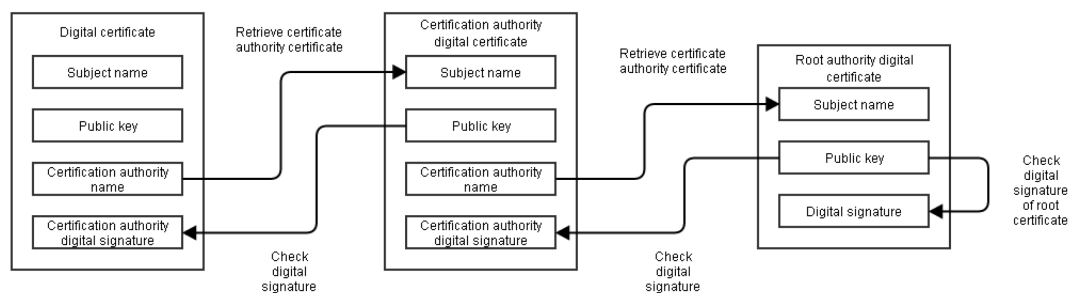 Digital certificate
Subject name
Public key
Certification authority
name
Certification authority
digital signature
Retrieve certificate
authority certificate
Check
digital
signature
Certification authority
digital certificate
Subject name
Public key
Certification authority
name
Certification authority
digital signature
Retrieve certificate
authority certificate
Check
digital
signature
Root authority digital
certificate
Subject name
Public key
Digital signature
Check
digital
signature
of root
certificate